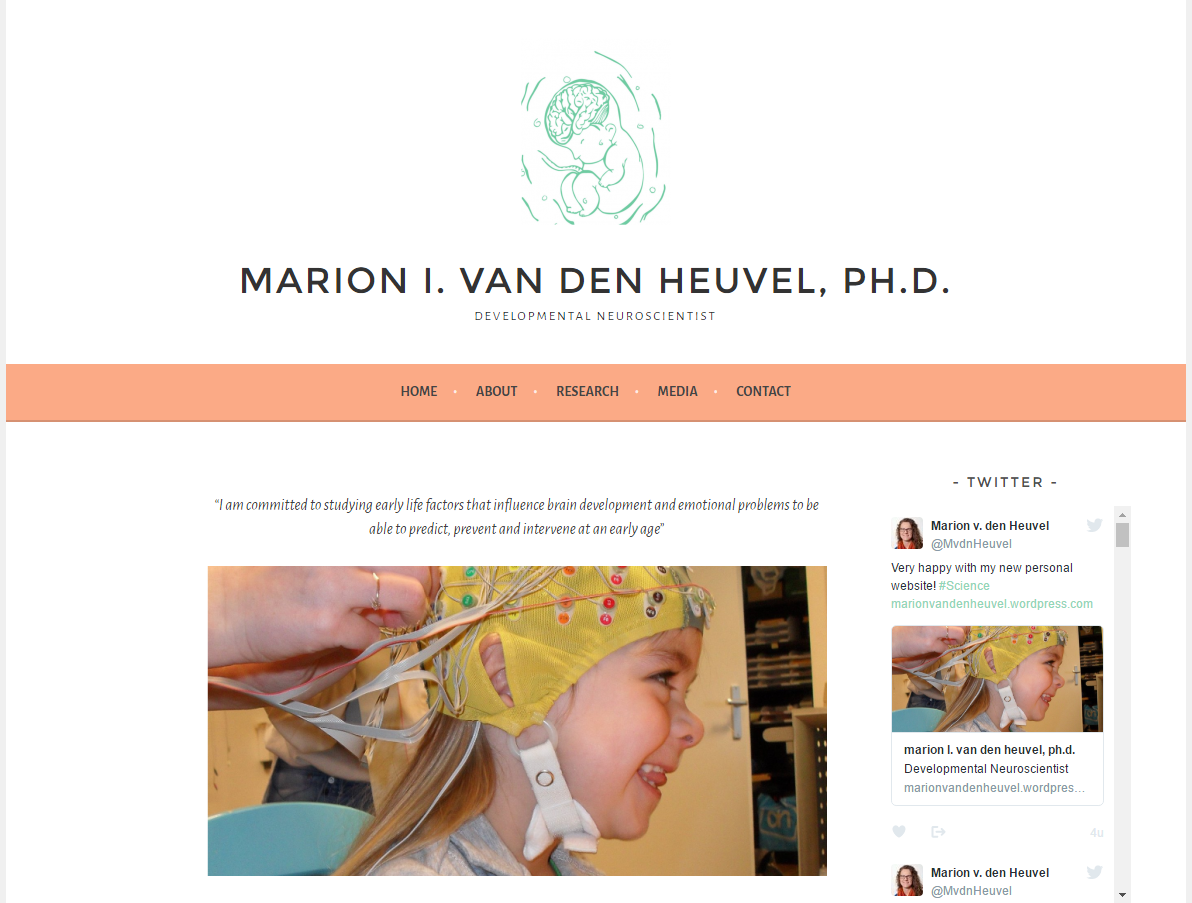 MARION I. VAN DEN HEUVEL, PH.D.
DEVELOPMENTAL NEUROSCIENTIST
HOME • ABOUT • RESEARCH • MEDIA • CONTACT
“I am committed to studying early life factors that influence brain development and emotional problems to be
able to predict, prevent and intervene at an early age”
- TWITTER -
Marion v. den Heuvel
@MvdnHeuvel
Very happy with my new personal
website! #Science
marionvandenheuvel.wordpress.com
marion I. van den heuvel, ph.d.
Developmental Neuroscientist
marionvandenheuvel.wordpres…
4u
Marion v. den Heuvel
@MvdnHeuvel